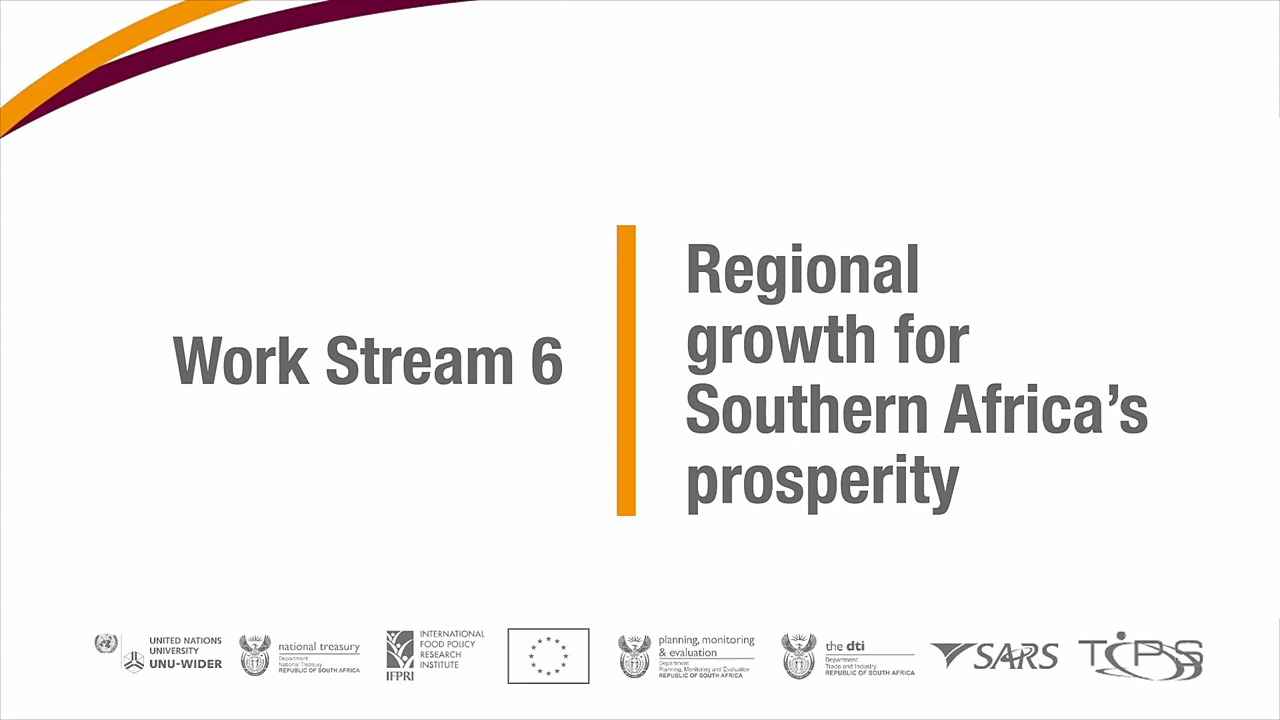 Work Stream 6
Regional
growth for
Southern Africa’s
prosperity
UNITED NATIONS
UNIVERSITY
UNU-WIDER
national treasury
Department:
National Treasury
REPUBLIC OF SOUTH AFRICA
INTERNATIONAL
FOOD POLICY
RESEARCH
INSTITUTE
IFPRI
planning, monitoring
& evaluation
Department:
Planning, Monitoring and Evaluation
REPUBLIC OF SOUTH AFRICA
the dti
Department:
Trade and Industry
REPUBLIC OF SOUTH AFRICA
SARS
TIPS